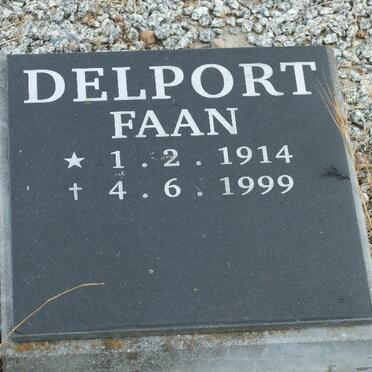 DELPORT
FAAN
★ 1 . 2 . 1914
† 4 . 6 . 1999